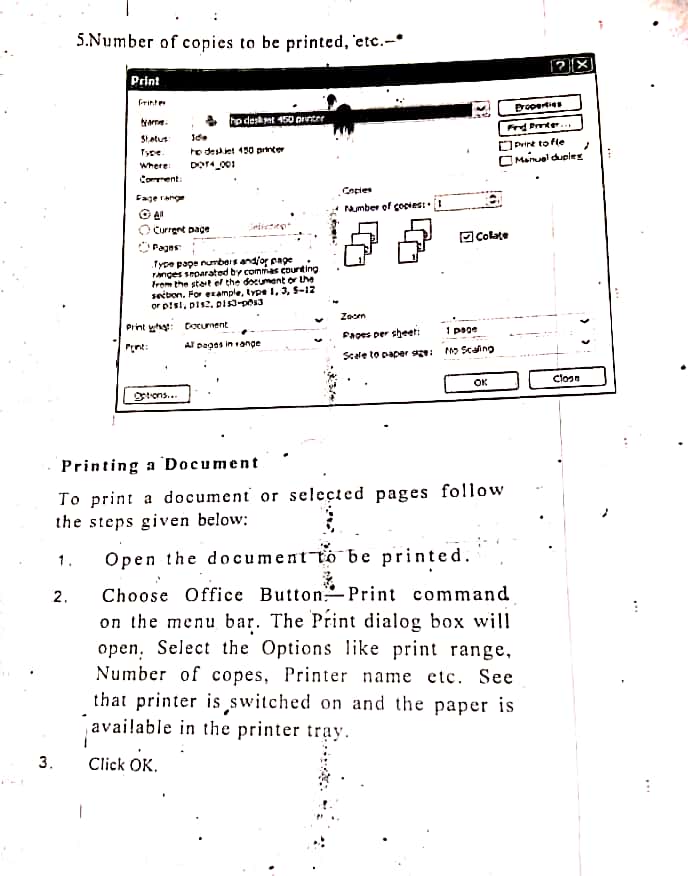 5.Number of copies to be printed, etc.–
Print
Printer
Name:
hp deskjet 450 printer
Properties
Status:
Idle
Find Printer...
Type:
hp deskjet 450 printer
Print to file
Where:
DOT4_001
Manual duplex
Comment:
Page range
Copies
All
Number of copies:
1
Current page
Selection
Pages:
Collate
Type page numbers and/or page
ranges separated by commas counting
from the start of the document or the
section. For example, type 1, 3, 5-12
or p1s1, p1s2, p1s3-p8s3
Print what:
Document
Zoom
Print:
All pages in range
Pages per sheet:
1 page
Scale to paper size:
No Scaling
Options...
OK
Close
Printing a Document
To print a document or selected pages follow
the steps given below:
1. Open the document to be printed.
2. Choose Office Button–Print command
on the menu bar. The Print dialog box will
open. Select the Options like print range,
Number of copes, Printer name etc. See
that printer is switched on and the paper is
available in the printer tray.
3. Click OK.